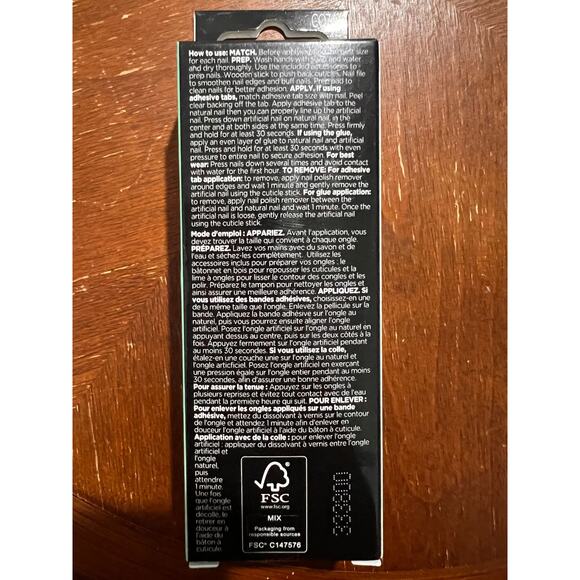 How to use: MATCH. Before
size
for each nail. PREP. Wash hands with soap and water
and dry thoroughly. Use the included accessories to
prep nails. Wooden stick to push back cuticles. Nail file
to smoothen nail edges and buff nails. Prep pad to
clean nails for better adhesion. APPLY. If using
adhesive tabs, match adhesive tab size with nail. Peel
clear backing off the tab. Apply adhesive tab to the
natural nail then you can properly line up the artificial
nail. Press down artificial nail on natural nail, in the
center and at both sides at the same time. Press firmly
and hold for at least 30 seconds. If using the glue,
apply an even layer of glue to natural nail and artificial
nail. Press and hold for at least 30 seconds with even
pressure to entire nail to secure adhesion. For best
wear: Press nails down several times and avoid contact
with water for the first hour. TO REMOVE: For adhesive
tab application: to remove, apply nail polish remover
around edges and wait 1 minute and gently remove the
artificial nail using the cuticle stick. For glue application:
to remove, apply nail polish remover between the
artificial nail and natural nail and wait 1 minute. Once the
artificial nail is loose, gently release the artificial nail
using the cuticle stick.
Mode d'emploi : APPARIEZ. Avant l'application, vous
devez trouver la taille qui convient à chaque ongle.
PRÉPAREZ. Lavez vos mains avec du savon et de
l'eau et séchez-les complètement. Utilisez les
accessoires inclus pour préparer vos ongles : le
bâtonnet en bois pour repousser les cuticules et la
lime à ongles pour lisser le contour des ongles et les
polir. Préparez le tampon pour nettoyer les ongles et
ainsi assurer une meilleure adhérence. APPLIQUEZ. Si
vous utilisez des bandes adhésives, choisissez-en une
de la même taille que l'ongle. Enlevez la pellicule sur la
bande. Appliquez la bande adhésive sur l'ongle au
naturel, puis vous pourrez ensuite aligner l'ongle
artificiel. Posez l'ongle artificiel sur l'ongle au naturel en
appuyant dessus au centre, puis sur les deux côtés à la
fois. Appuyez fermement sur l'ongle artificiel pendant
au moins 30 secondes. Si vous utilisez la colle,
étalez-en une couche unie sur l'ongle au naturel et
l'ongle artificiel. Posez l'ongle artificiel en exerçant
une pression égale sur l'ongle entier pendant au moins
30 secondes, afin d'assurer une bonne adhérence.
Pour assurer la tenue : Appuyez sur les ongles à
plusieurs reprises et évitez tout contact avec de l'eau
pendant la première heure qui suit. POUR ENLEVER :
Pour enlever les ongles appliqués sur une bande
adhésive, mettez du dissolvant à vernis sur le contour
de l'ongle et attendez 1 minute afin d'enlever en
douceur l'ongle artificiel à l'aide du bâton à cuticule.
Application avec de la colle : pour enlever l'ongle
artificiel : appliquer du dissolvant à vernis entre l'ongle
artificiel et
l'ongle
naturel,
puis
attendre
1 minute.
Une fois
que l'ongle
artificiel est
décollé, le
retirer en
douceur à
l'aide du
bâton à
cuticule.
FSC
www.fsc.org
MIX
Packaging from
responsible sources
FSC® C147576